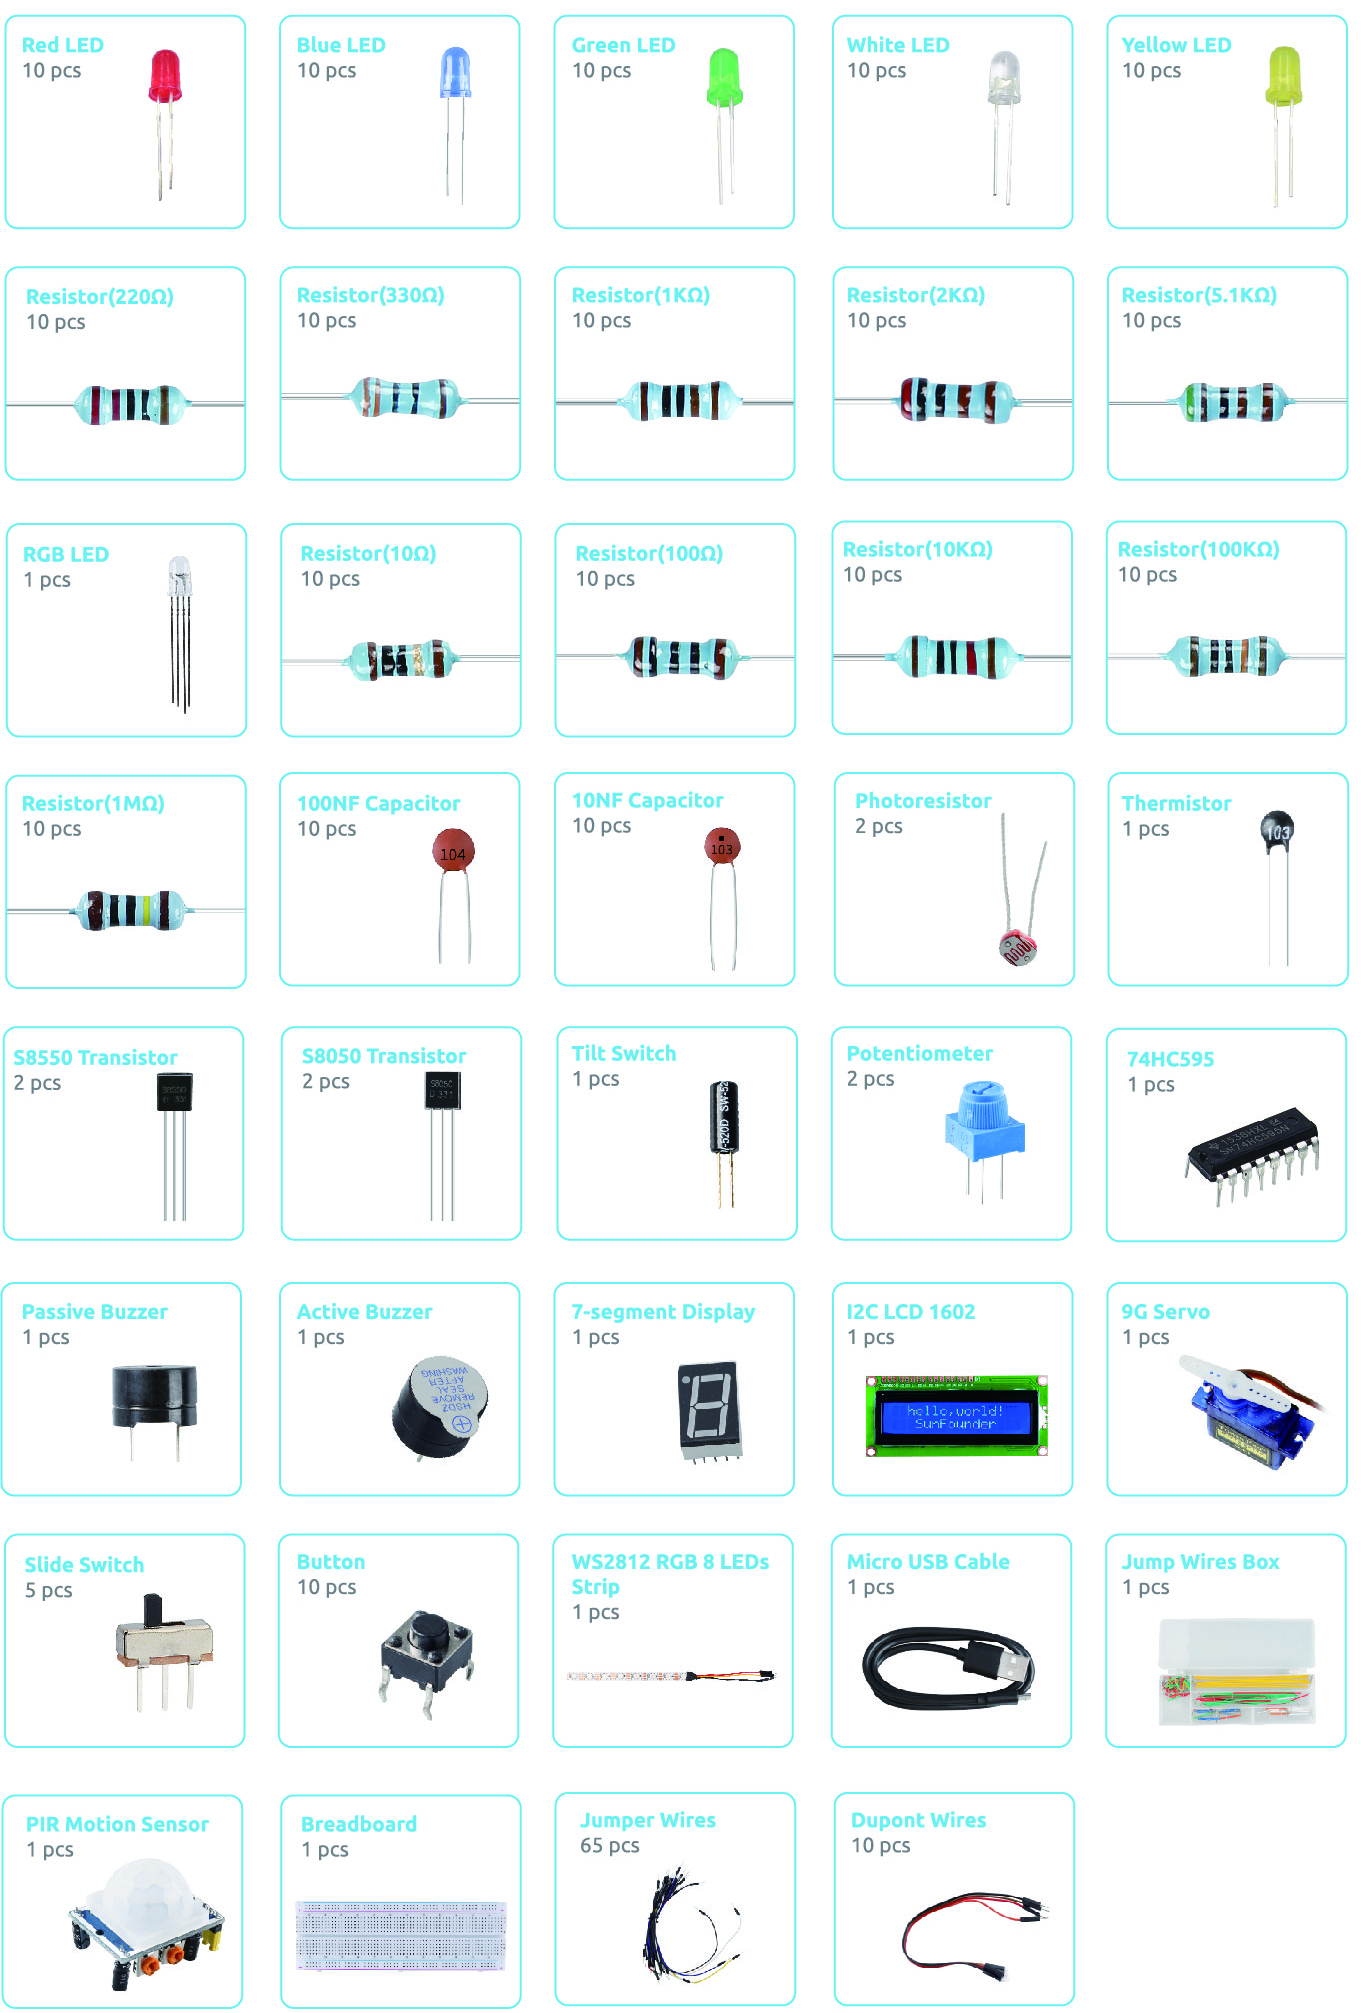 Red LED
10 pcs
Blue LED
10 pcs
Green LED
10 pcs
White LED
10 pcs
Yellow LED
10 pcs
Resistor(220Ω)
10 pcs
Resistor(330Ω)
10 pcs
Resistor(1KΩ)
10 pcs
Resistor(2KΩ)
10 pcs
Resistor(5.1KΩ)
10 pcs
RGB LED
1 pcs
Resistor(10Ω)
10 pcs
Resistor(100Ω)
10 pcs
Resistor(10KΩ)
10 pcs
Resistor(100KΩ)
10 pcs
Resistor(1MΩ)
10 pcs
100NF Capacitor
10 pcs
104
10NF Capacitor
10 pcs
103
Photoresistor
2 pcs
Thermistor
1 pcs
103
S8550 Transistor
2 pcs
S8050 Transistor
2 pcs
S8050
D 331
Tilt Switch
1 pcs
Potentiometer
2 pcs
74HC595
1 pcs
SN74HC595N
Passive Buzzer
1 pcs
Active Buzzer
1 pcs
HSDZ
REMOVE
SEAL
AFTER
WASHING
7-segment Display
1 pcs
I2C LCD 1602
1 pcs
hello,world!
SunFounder
9G Servo
1 pcs
Slide Switch
5 pcs
Button
10 pcs
WS2812 RGB 8 LEDs
Strip
1 pcs
Micro USB Cable
1 pcs
Jump Wires Box
1 pcs
PIR Motion Sensor
1 pcs
Breadboard
1 pcs
Jumper Wires
65 pcs
Dupont Wires
10 pcs